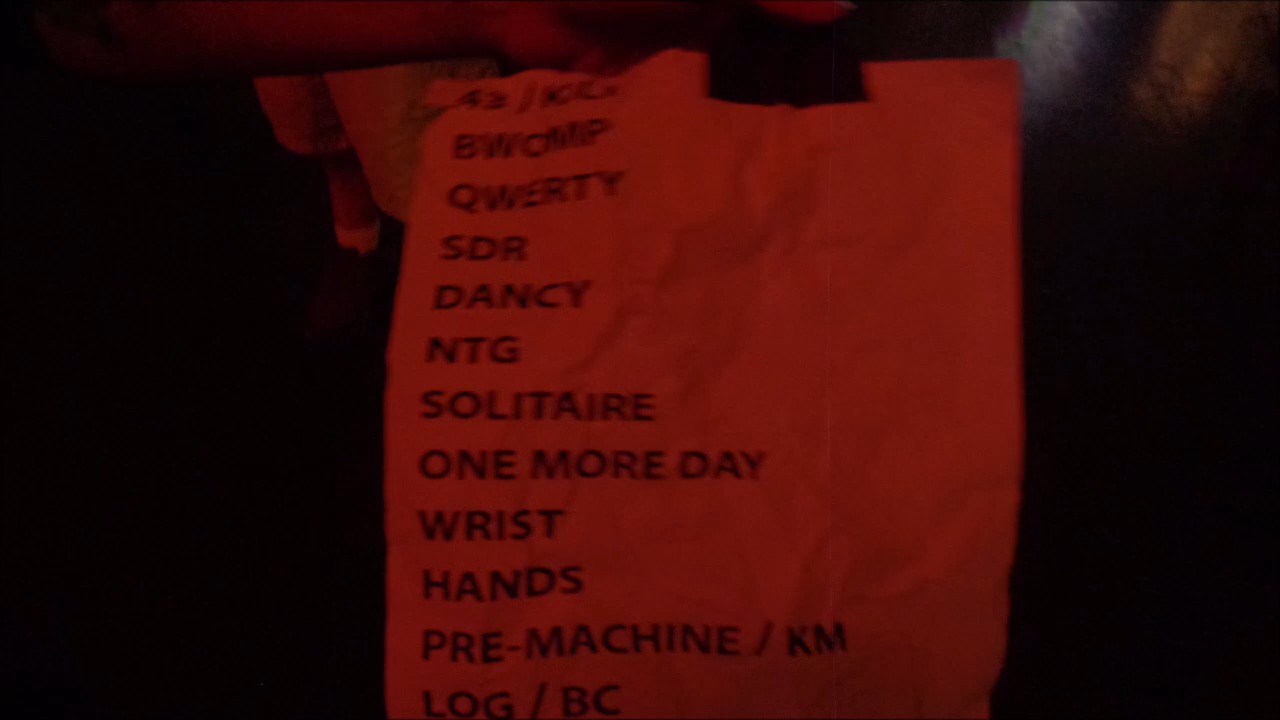 BWOMP
QWERTY
SDR
DANCY
NTG
SOLITAIRE
ONE MORE DAY
WRIST
HANDS
PRE-MACHINE / KM
LOG / BC